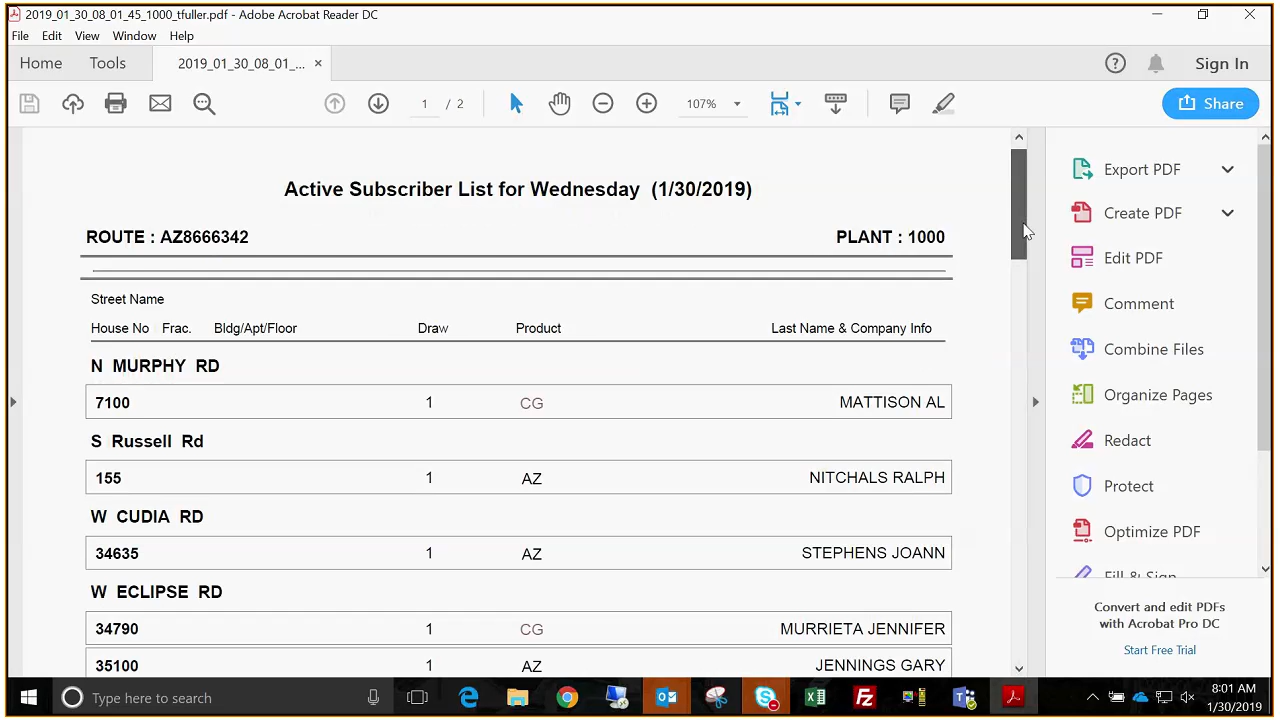 2019_01_30_08_01_45_1000_tfuller.pdf - Adobe Acrobat Reader DC
File Edit View Window Help
Home Tools 2019_01_30_08_01_... × Sign In
1 / 2 107% Share
Active Subscriber List for Wednesday (1/30/2019)
ROUTE : AZ8666342 PLANT : 1000
Street Name
House No Frac. Bldg/Apt/Floor Draw Product Last Name & Company Info
N MURPHY RD
7100 1 CG MATTISON AL
S Russell Rd
155 1 AZ NITCHALS RALPH
W CUDIA RD
34635 1 AZ STEPHENS JOANN
W ECLIPSE RD
34790 1 CG MURRIETA JENNIFER
35100 1 AZ JENNINGS GARY
Export PDF
Create PDF
Edit PDF
Comment
Combine Files
Organize Pages
Redact
Protect
Optimize PDF
Fill & Sign
Convert and edit PDFs
with Acrobat Pro DC
Start Free Trial
Type here to search
8:01 AM
1/30/2019